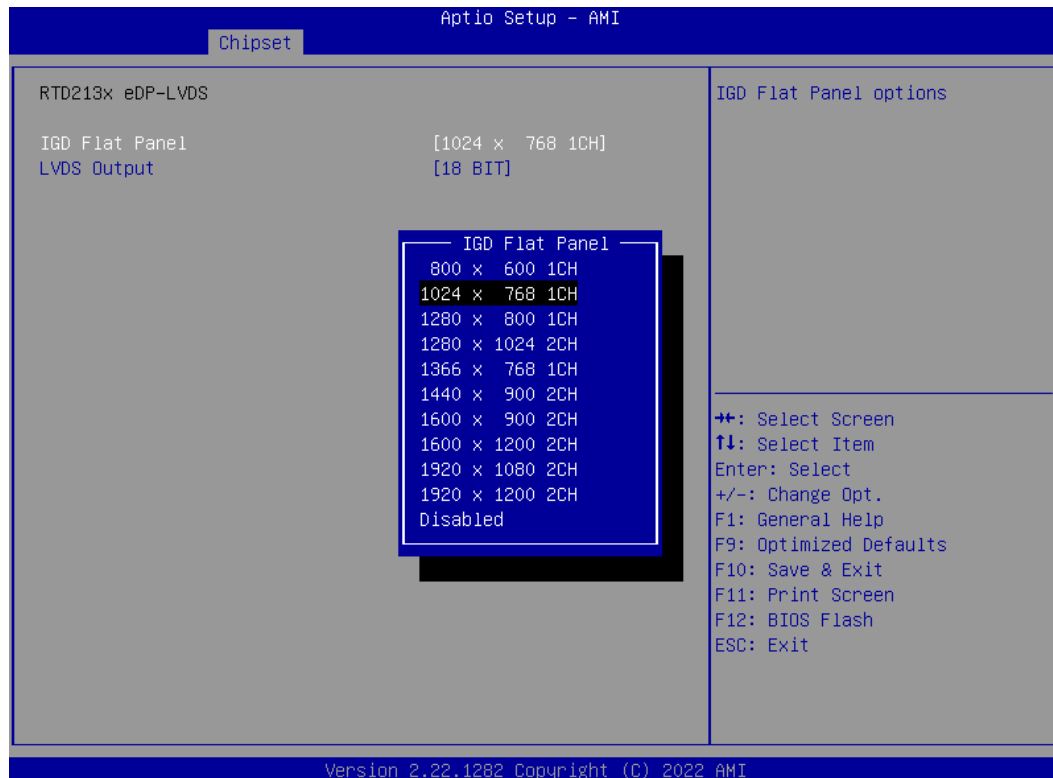 Aptio Setup – AMI
Chipset
RTD213x eDP-LVDS
IGD Flat Panel [1024 x 768 1CH]
LVDS Output [18 BIT]
IGD Flat Panel
800 x 600 1CH
1024 x 768 1CH
1280 x 800 1CH
1280 x 1024 2CH
1366 x 768 1CH
1440 x 900 2CH
1600 x 900 2CH
1600 x 1200 2CH
1920 x 1080 2CH
1920 x 1200 2CH
Disabled
IGD Flat Panel options
→←: Select Screen
↑↓: Select Item
Enter: Select
+/-: Change Opt.
F1: General Help
F9: Optimized Defaults
F10: Save & Exit
F11: Print Screen
F12: BIOS Flash
ESC: Exit
Version 2.22.1282 Copyright (C) 2022 AMI